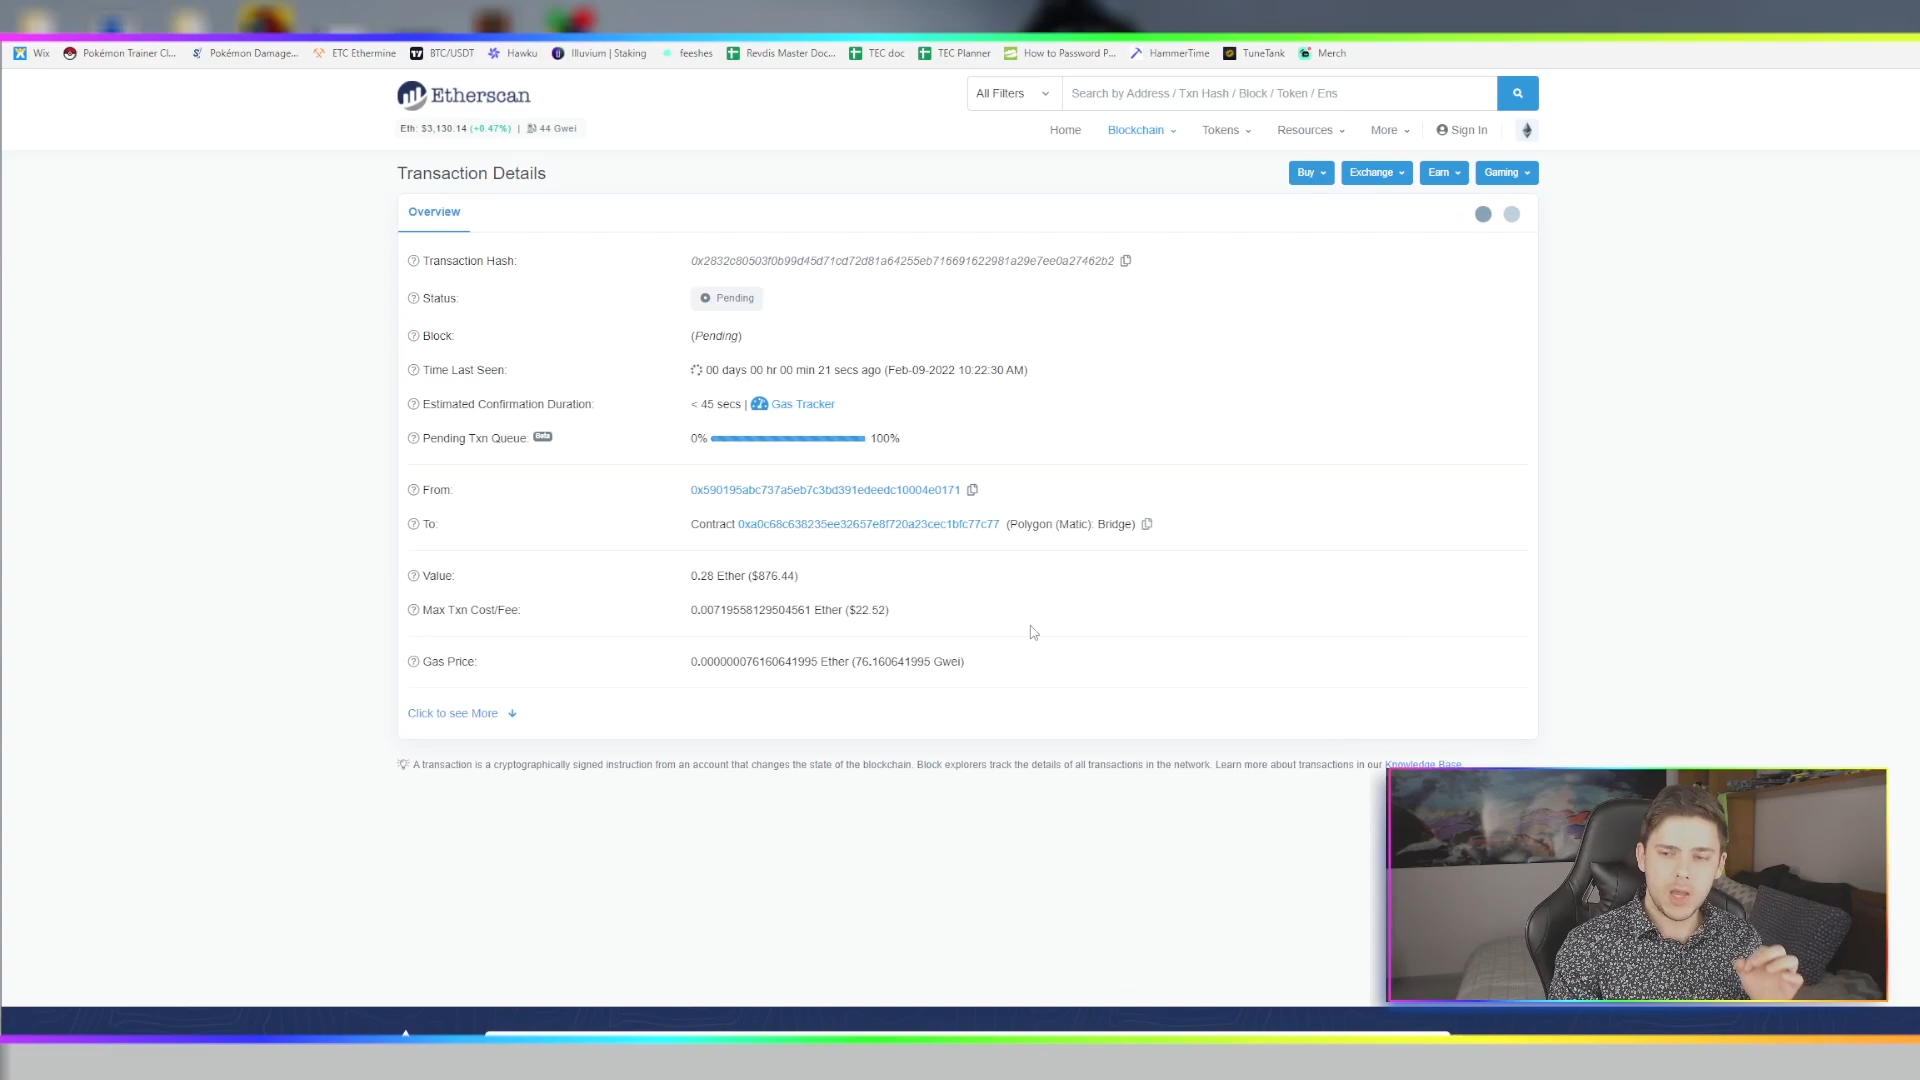 Wix Pokémon Trainer Cl... Pokémon Damage... ETC Ethermine BTC/USDT Hawku Illuvium | Staking feeshes Revdis Master Doc... TEC doc TEC Planner How to Password P... HammerTime TuneTank Merch
Etherscan
All Filters Search by Address / Txn Hash / Block / Token / Ens
Eth: $3,130.14 (+0.47%) | 44 Gwei
Home Blockchain Tokens Resources More Sign In
Transaction Details
Buy Exchange Earn Gaming
Overview
Transaction Hash: 0x2832c80503f0b99d45d71cd72d81a64255eb716691622981a29e7ee0a27462b2
Status: Pending
Block: (Pending)
Time Last Seen: 00 days 00 hr 00 min 21 secs ago (Feb-09-2022 10:22:30 AM)
Estimated Confirmation Duration: < 45 secs | Gas Tracker
Pending Txn Queue: Beta 0% 100%
From: 0x590195abc737a5eb7c3bd391edeedc10004e0171
To: Contract 0xa0c68c638235ee32657e8f720a23cec1bfc77c77 (Polygon (Matic): Bridge)
Value: 0.28 Ether ($876.44)
Max Txn Cost/Fee: 0.00719558129504561 Ether ($22.52)
Gas Price: 0.000000076160641995 Ether (76.160641995 Gwei)
Click to see More
A transaction is a cryptographically signed instruction from an account that changes the state of the blockchain. Block explorers track the details of all transactions in the network. Learn more about transactions in our Knowledge Base.